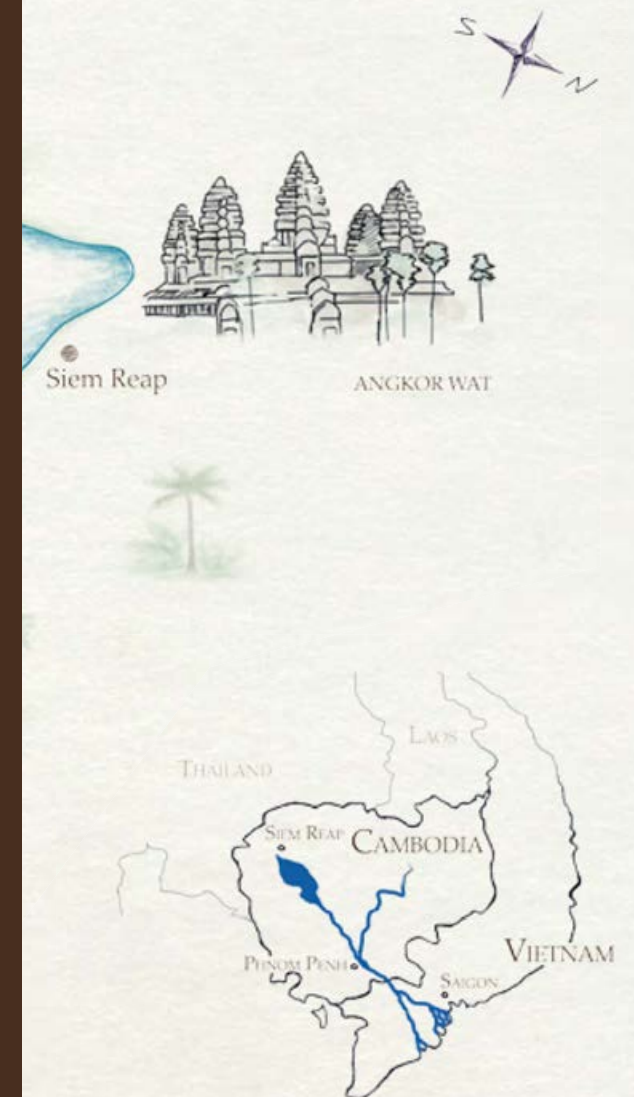 S
N
Siem Reap
ANGKOR WAT
LAOS
THAILAND
SIEM REAP
CAMBODIA
VIETNAM
PHNOM PENH
SAIGON